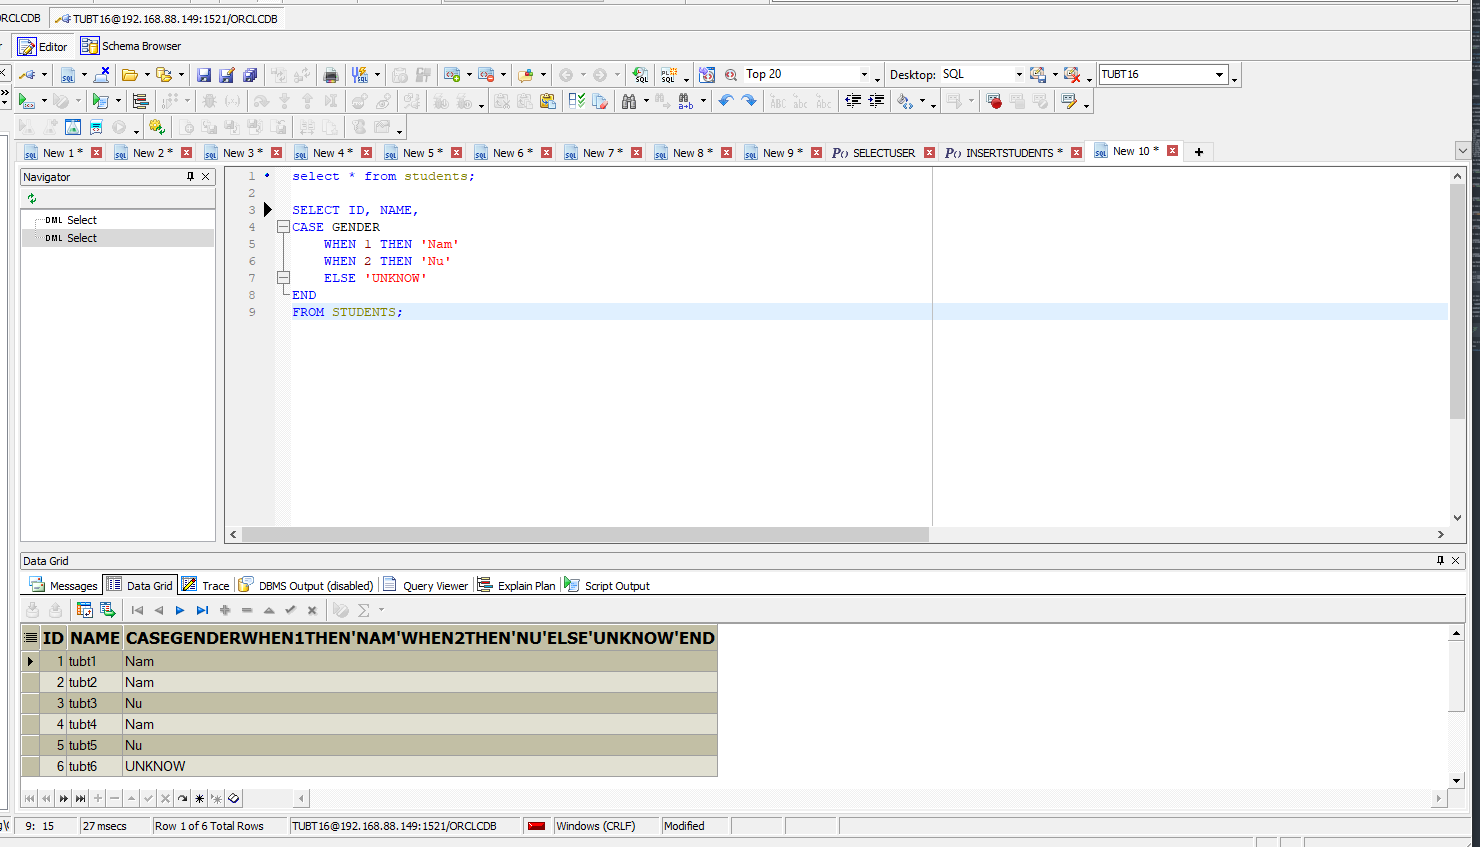 RCLCDB TUBT16@192.168.88.149:1521/ORCLCDB
Editor Schema Browser
Top 20 Desktop: SQL TUBT16
New 1 * New 2 * New 3 * New 4 * New 5 * New 6 * New 7 * New 8 * New 9 * P() SELECTUSER P() INSERTSTUDENTS * New 10 * +
Navigator
DML Select
DML Select
1 select * from students;
2
3 SELECT ID, NAME,
4 CASE GENDER
5 WHEN 1 THEN 'Nam'
6 WHEN 2 THEN 'Nu'
7 ELSE 'UNKNOW'
8 END
9 FROM STUDENTS;
Data Grid
Messages Data Grid Trace DBMS Output (disabled) Query Viewer Explain Plan Script Output
ID NAME CASEGENDERWHEN1THEN'NAM'WHEN2THEN'NU'ELSE'UNKNOW'END
1 tubt1 Nam
2 tubt2 Nam
3 tubt3 Nu
4 tubt4 Nam
5 tubt5 Nu
6 tubt6 UNKNOW
9: 15 27 msecs Row 1 of 6 Total Rows TUBT16@192.168.88.149:1521/ORCLCDB Windows (CRLF) Modified